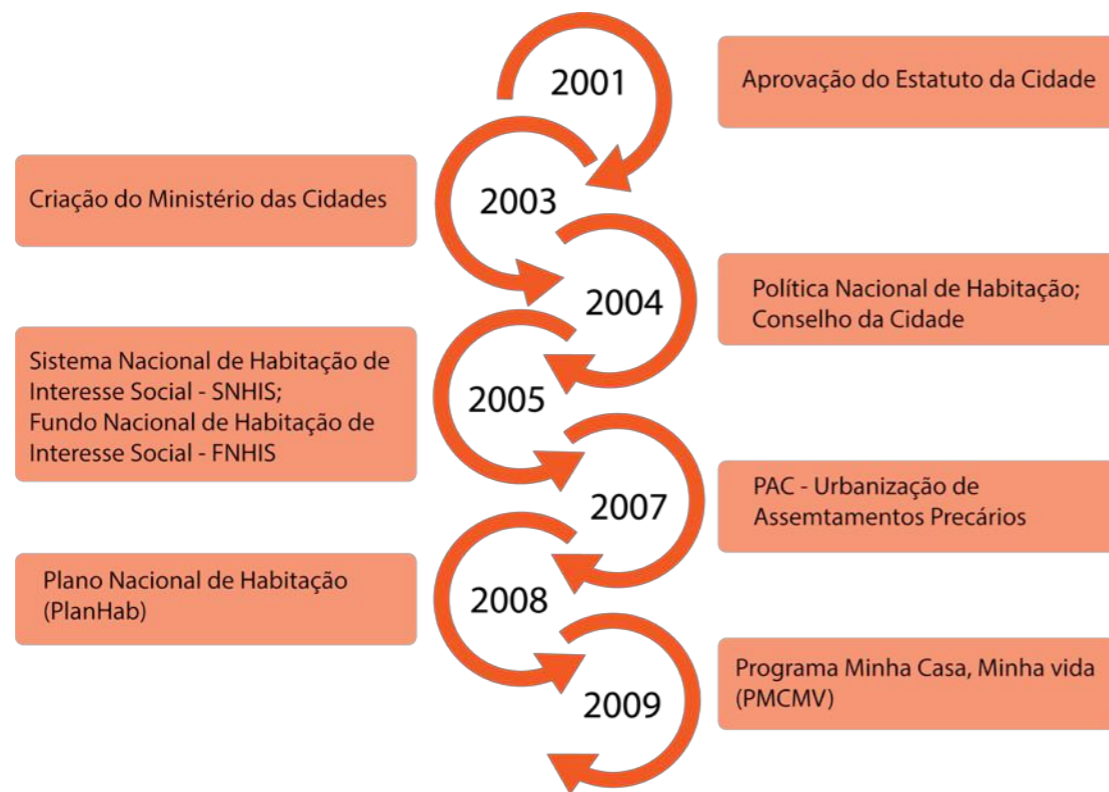 2001
Aprovação do Estatuto da Cidade
Criação do Ministério das Cidades
2003
2004
Política Nacional de Habitação;
Conselho da Cidade
Sistema Nacional de Habitação de
Interesse Social - SNHIS;
Fundo Nacional de Habitação de
Interesse Social - FNHIS
2005
2007
PAC - Urbanização de
Assemtamentos Precários
Plano Nacional de Habitação
(PlanHab)
2008
2009
Programa Minha Casa, Minha vida
(PMCMV)